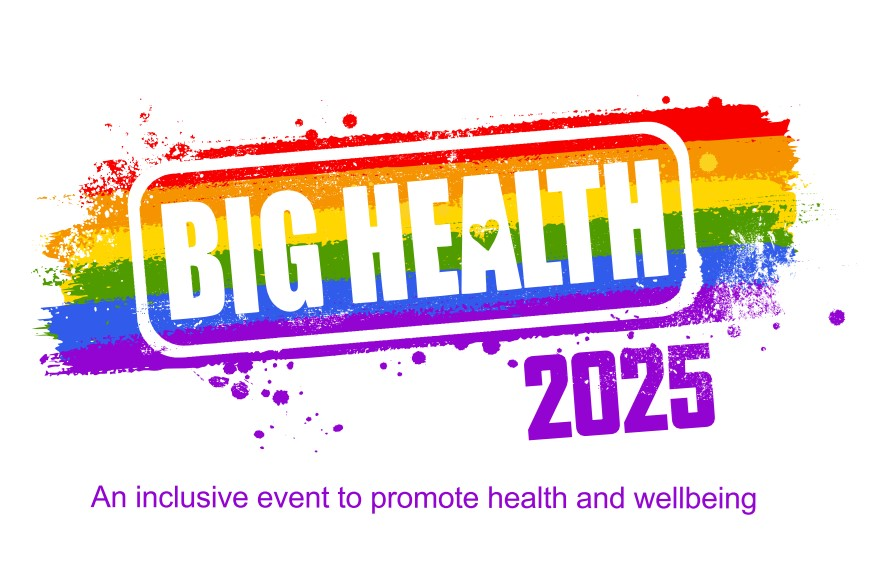 BIG HEALTH
2025
An inclusive event to promote health and wellbeing